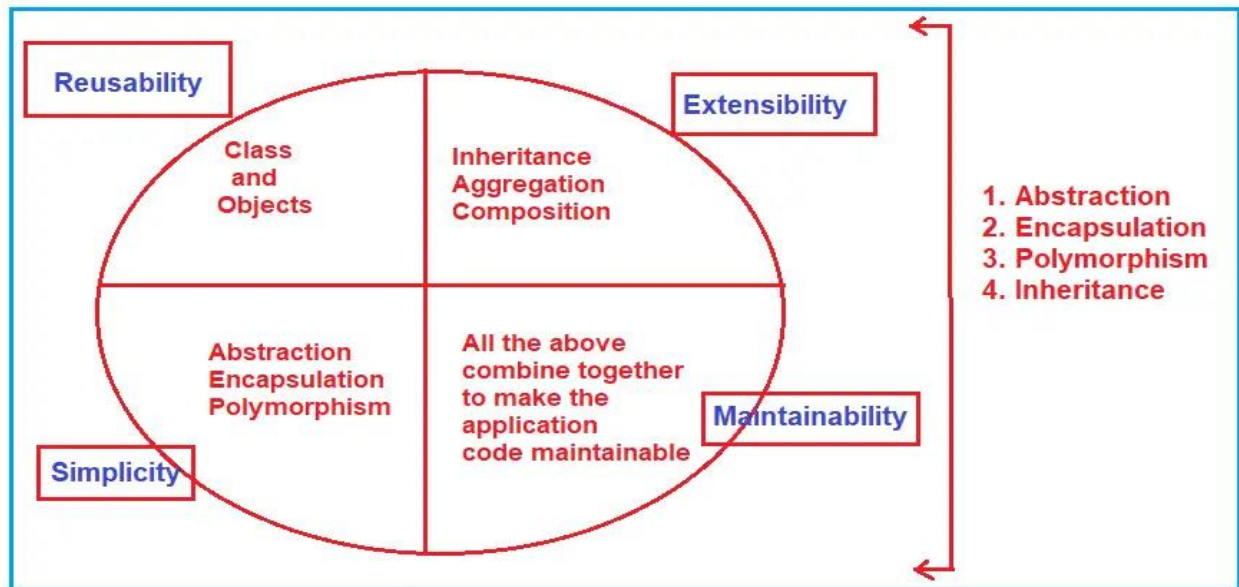 Reusability
Extensibility
Class
and
Objects
Inheritance
Aggregation
Composition
1. Abstraction
2. Encapsulation
3. Polymorphism
4. Inheritance
Abstraction
Encapsulation
Polymorphism
All the above
combine together
to make the
application
code maintainable
Maintainability
Simplicity